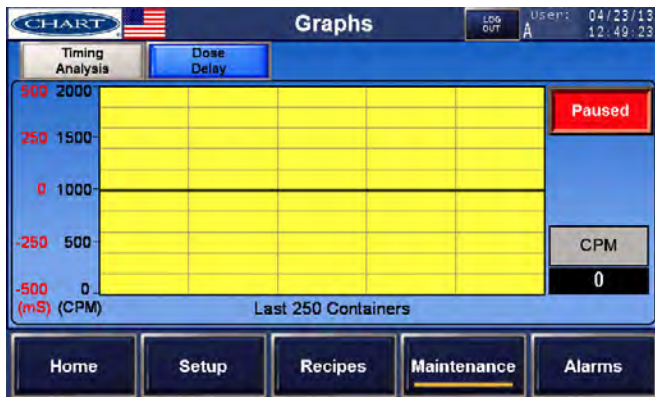 CHART
Graphs
LOG OUT
User: A
04/23/13
12:49:23
Timing Analysis
Dose Delay
500 2000
250 1500
0 1000
-250 500
-500 0
(mS) (CPM)
Last 250 Containers
Paused
CPM
0
Home
Setup
Recipes
Maintenance
Alarms